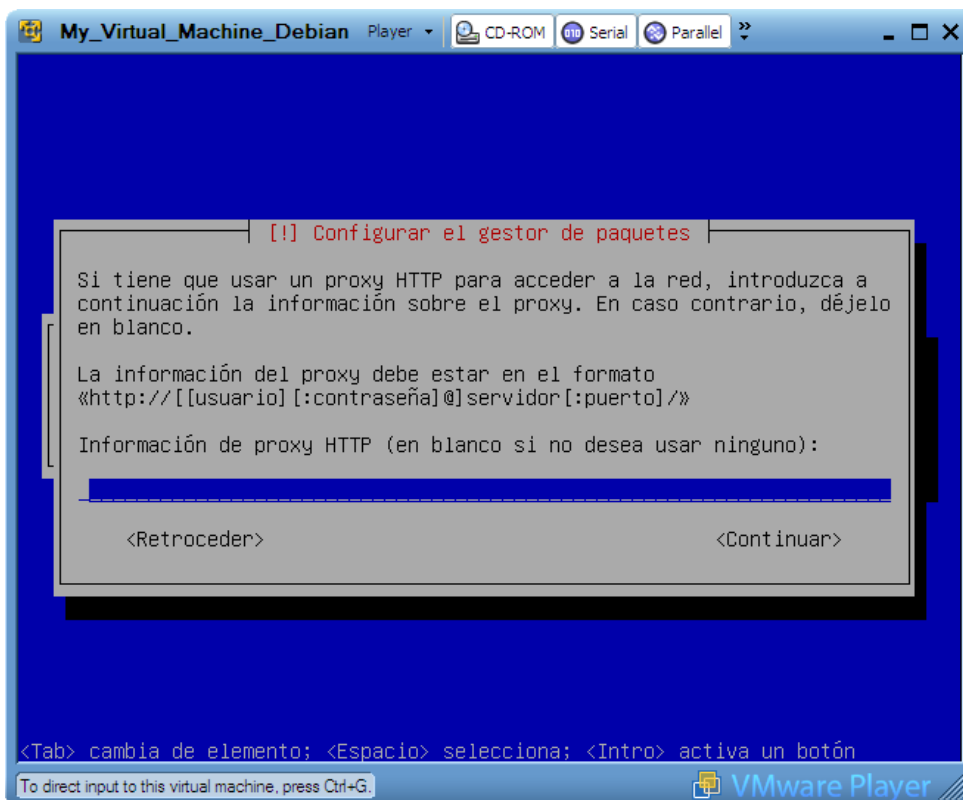 My_Virtual_Machine_Debian Player CD-ROM Serial Parallel
[!] Configurar el gestor de paquetes
Si tiene que usar un proxy HTTP para acceder a la red, introduzca a
continuación la información sobre el proxy. En caso contrario, déjelo
en blanco.
La información del proxy debe estar en el formato
«http://[[usuario][:contraseña]@]servidor[:puerto]/»
Información de proxy HTTP (en blanco si no desea usar ninguno):
<Retroceder> <Continuar>
<Tab> cambia de elemento; <Espacio> selecciona; <Intro> activa un botón
To direct input to this virtual machine, press Ctrl+G. VMware Player